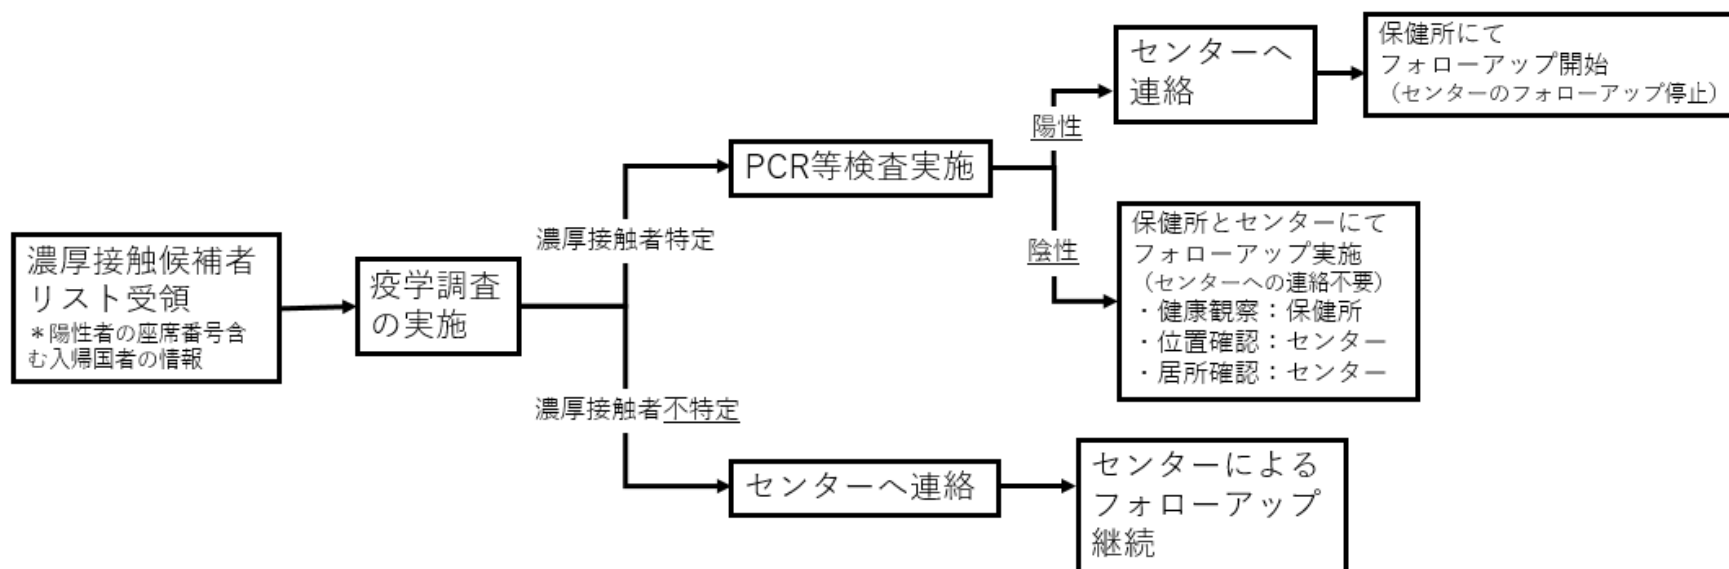 濃厚接触候補者
リスト受領
＊陽性者の座席番号含
む入帰国者の情報
疫学調査
の実施
濃厚接触者特定
PCR等検査実施
陽性
センターへ
連絡
保健所にて
フォローアップ開始
（センターのフォローアップ停止）
陰性
保健所とセンターにて
フォローアップ実施
（センターへの連絡不要）
・健康観察：保健所
・位置確認：センター
・居所確認：センター
濃厚接触者不特定
センターへ連絡
センターによる
フォローアップ
継続